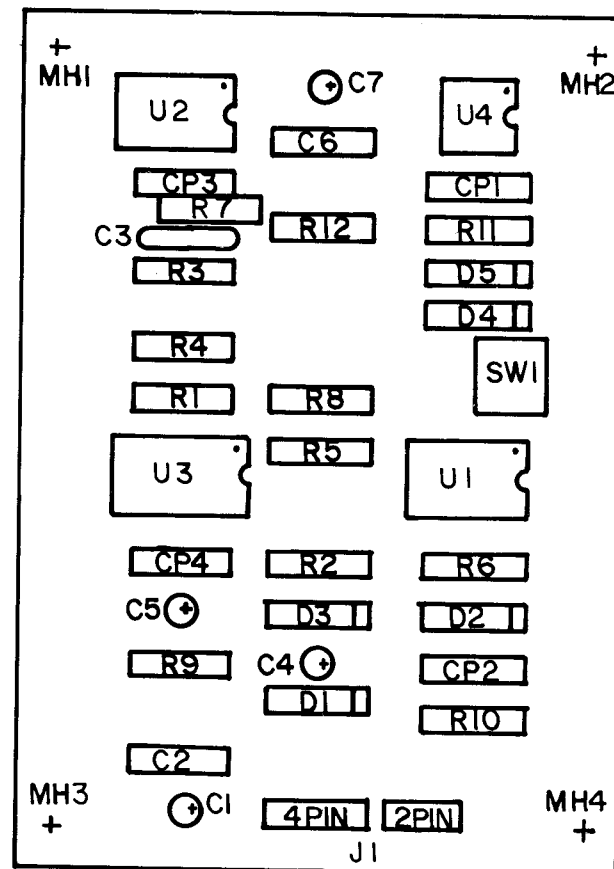 MH1
MH2
U2
C7
U4
C6
CP3
CP1
R7
C3
R12
R11
R3
D5
D4
R4
SW1
R1
R8
R5
U3
U1
CP4
R2
R6
C5
D3
D2
R9
C4
CP2
D1
R10
C2
MH3
C1
4PIN
2PIN
MH4
J1